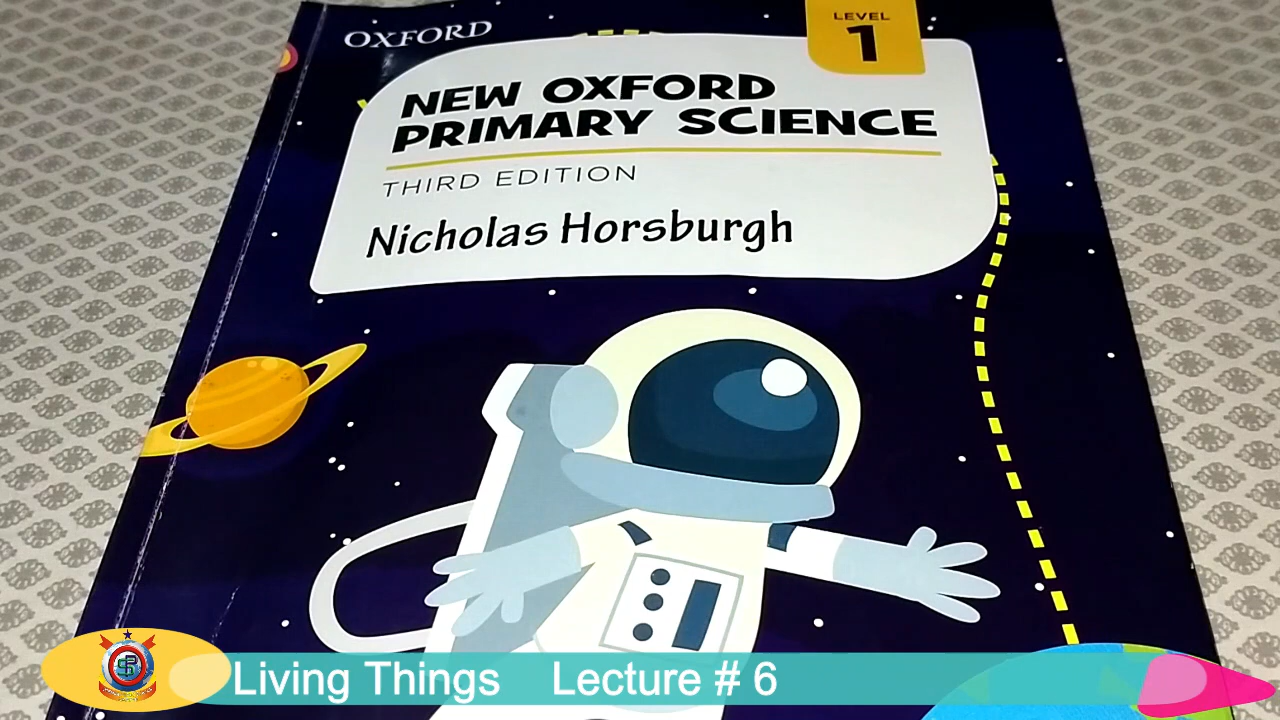 OXFORD
LEVEL
1
NEW OXFORD
PRIMARY SCIENCE
THIRD EDITION
Nicholas Horsburgh
Living Things Lecture # 6